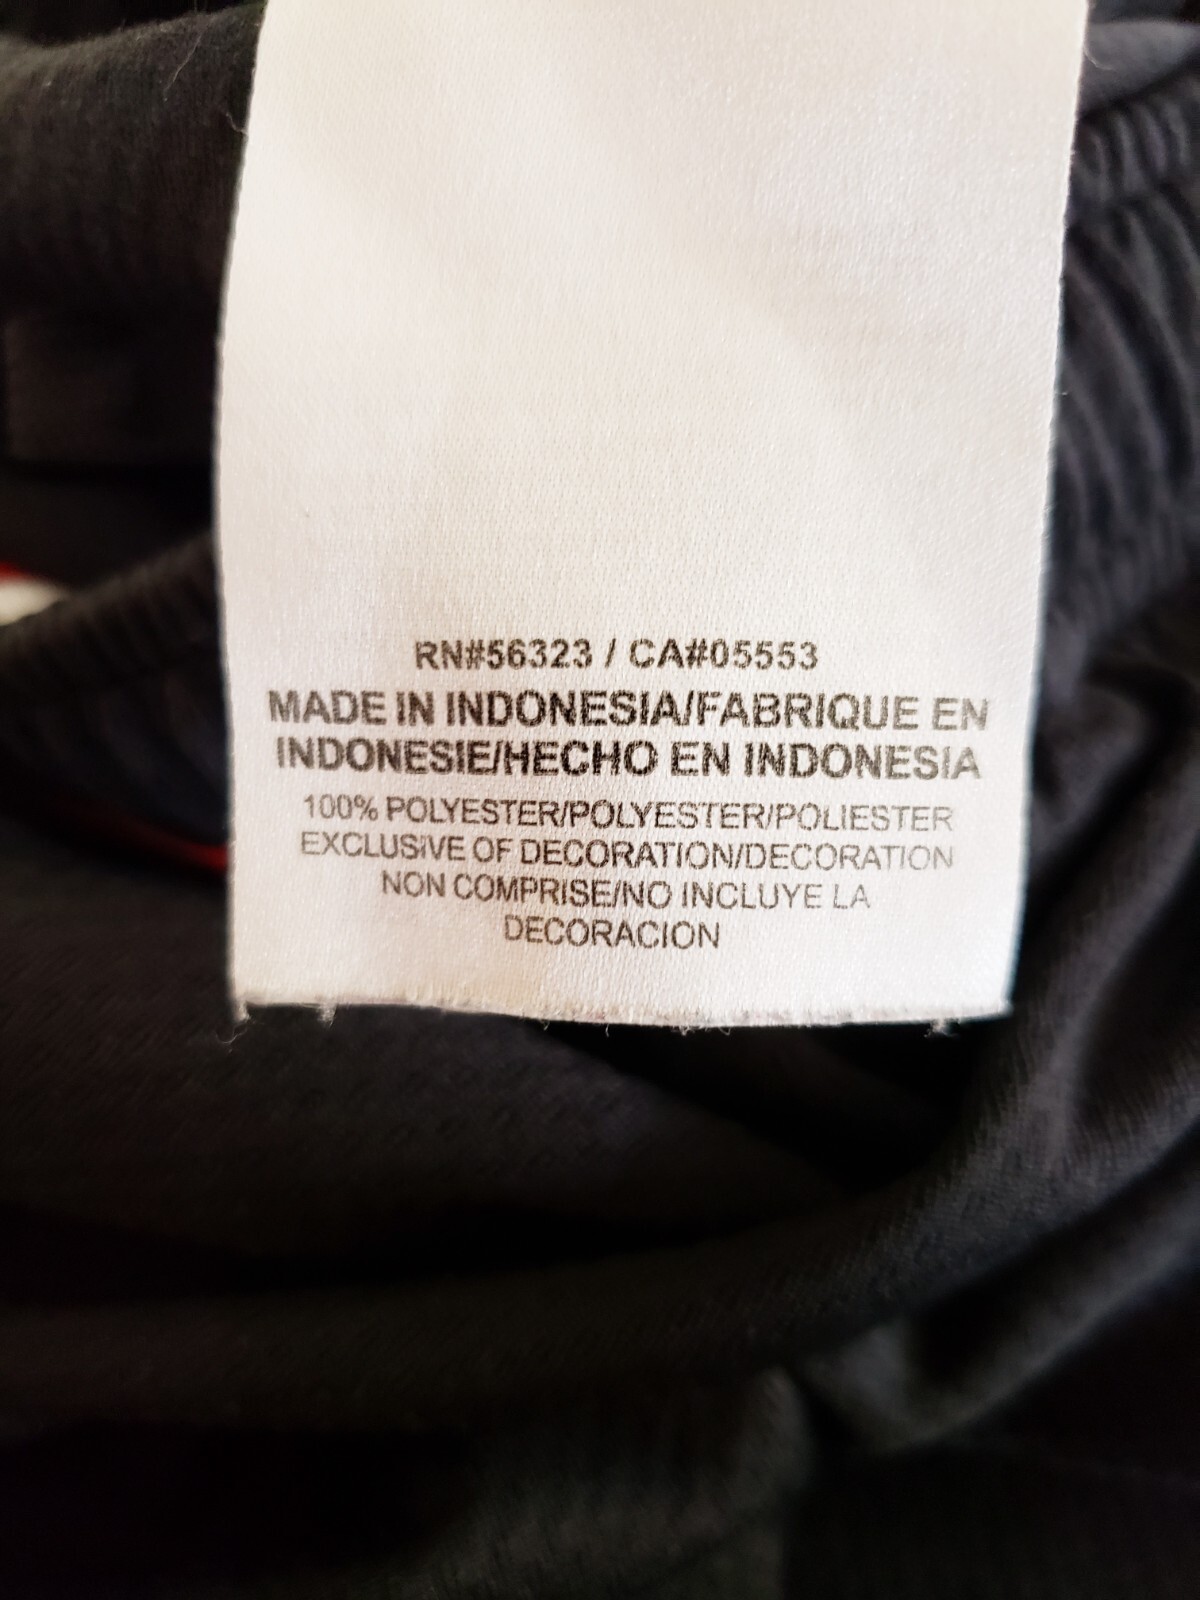 RN#56323 / CA#05553
MADE IN INDONESIA/FABRIQUE EN
INDONESIE/HECHO EN INDONESIA
100% POLYESTER/POLYESTER/POLIESTER
EXCLUSIVE OF DECORATION/DECORATION
NON COMPRISE/NO INCLUYE LA
DECORACION